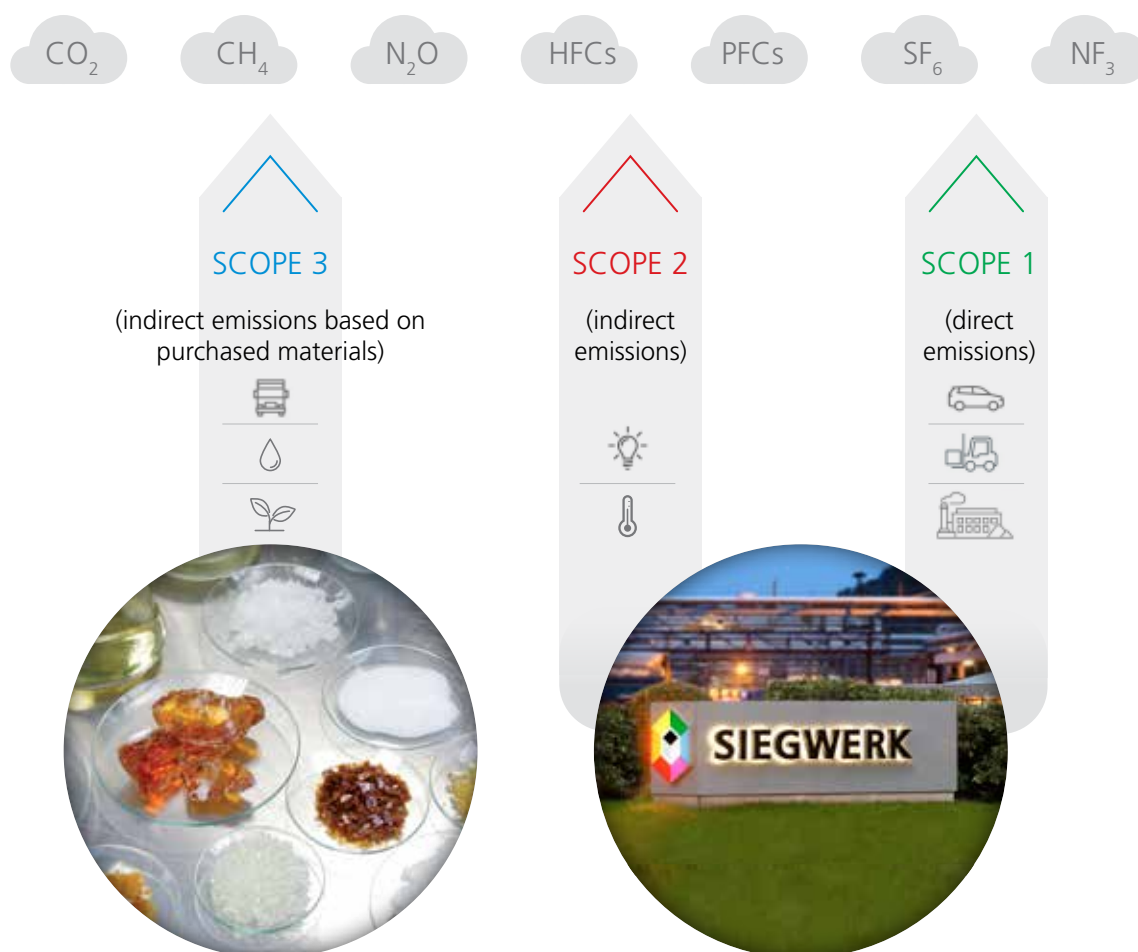 CO₂ CH₄ N₂O HFCs PFCs SF₆ NF₃
SCOPE 3
(indirect emissions based on
purchased materials)
SCOPE 2
(indirect
emissions)
SCOPE 1
(direct
emissions)
SIEGWERK